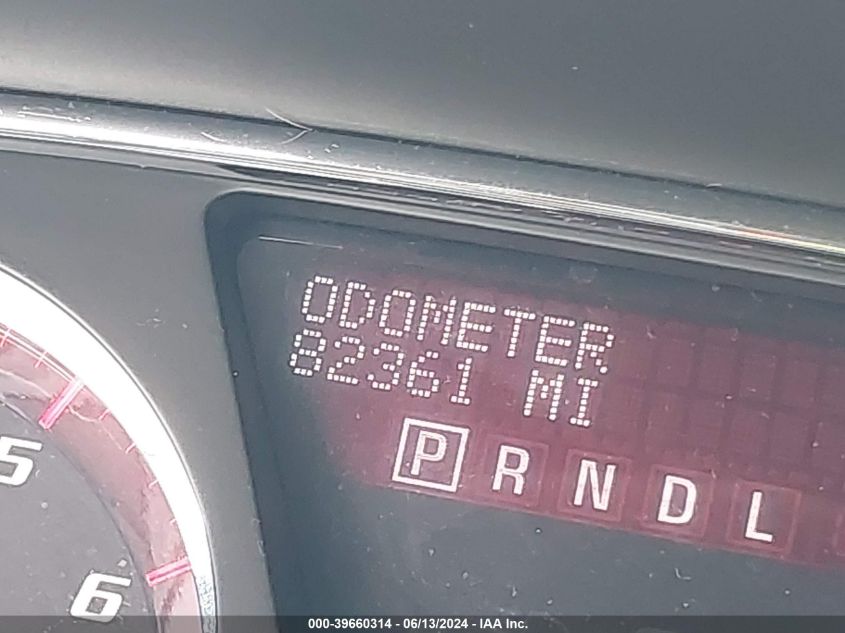 ODOMETER
82361 MI
P R N D L
5
6
000-39660314 - 06/13/2024 - IAA Inc.